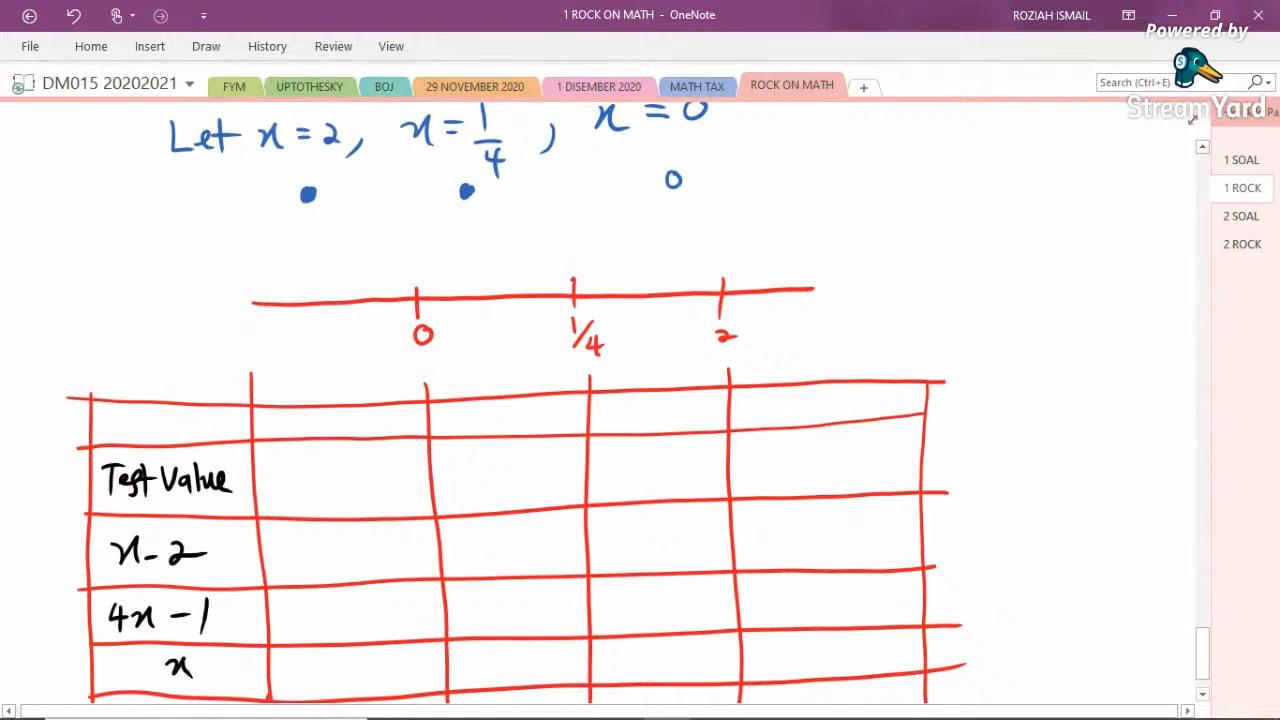 1 ROCK ON MATH - OneNote
ROZIAH ISMAIL
Powered by
StreamYard
File Home Insert Draw History Review View
DM015 20202021
FYM UPTOTHESKY BOJ 29 NOVEMBER 2020 1 DISEMBER 2020 MATH TAX ROCK ON MATH +
Search (Ctrl+E)
Let x = 2, x = 1/4, x = 0
0 1/4 2
Test Value
x - 2
4x - 1
x
1 SOAL
1 ROCK
2 SOAL
2 ROCK